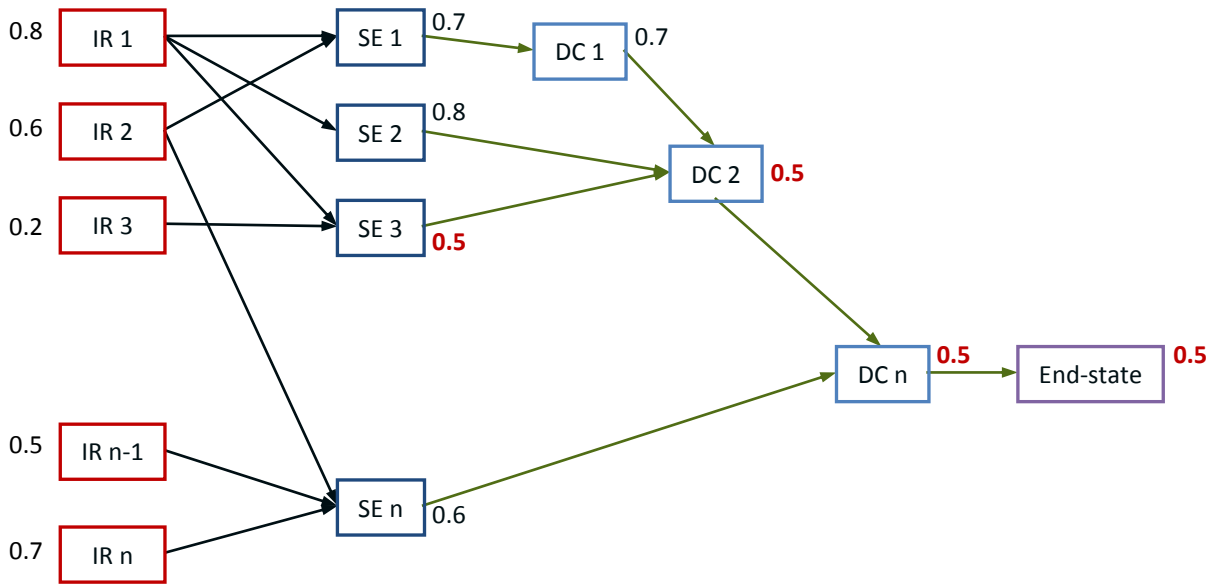 0.8
IR 1
SE 1
0.7
DC 1
0.7
0.6
IR 2
SE 2
0.8
DC 2
0.5
0.2
IR 3
SE 3
0.5
DC n
0.5
End-state
0.5
0.5
IR n-1
SE n
0.6
0.7
IR n